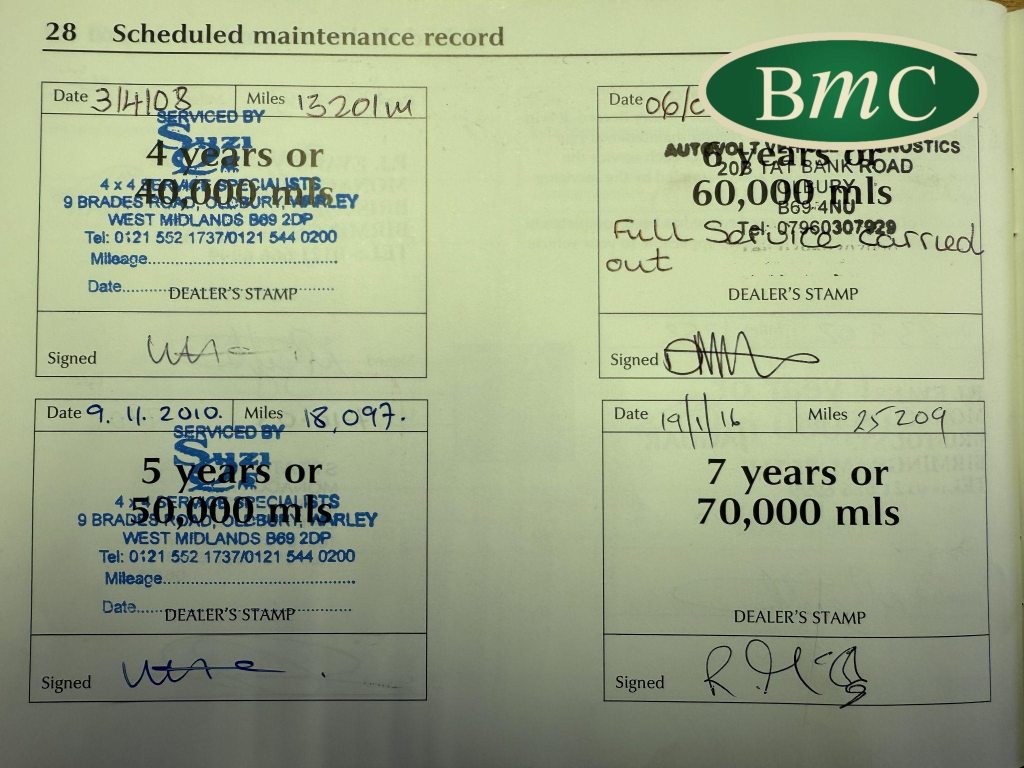 28 Scheduled maintenance record
Date 3/4/08 Miles 13201m
SERVICED BY
Suzi
4 years or
4 x 4 SERVICE SPECIALISTS
40,000 mls
9 BRADES ROAD, OLDBURY, WARLEY
WEST MIDLANDS B69 2DP
Tel: 0121 552 1737/0121 544 0200
Mileage
Date
DEALER'S STAMP
Signed
Date 9. 11. 2010. Miles 18,097.
SERVICED BY
Suzi
5 years or
4 x 4 SERVICE SPECIALISTS
50,000 mls
9 BRADES ROAD, OLDBURY, WARLEY
WEST MIDLANDS B69 2DP
Tel: 0121 552 1737/0121 544 0200
Mileage
Date
DEALER'S STAMP
Signed
BmC
Date 06/
AUTOVOLT VEHICLE DIAGNOSTICS
6 years or
20B TAT BANK ROAD
OLDBURY
60,000 mls
B69 4NU
Tel: 07960307929
Full Service carried
out
DEALER'S STAMP
Signed
Date 19/1/16 Miles 25209
7 years or
70,000 mls
DEALER'S STAMP
Signed